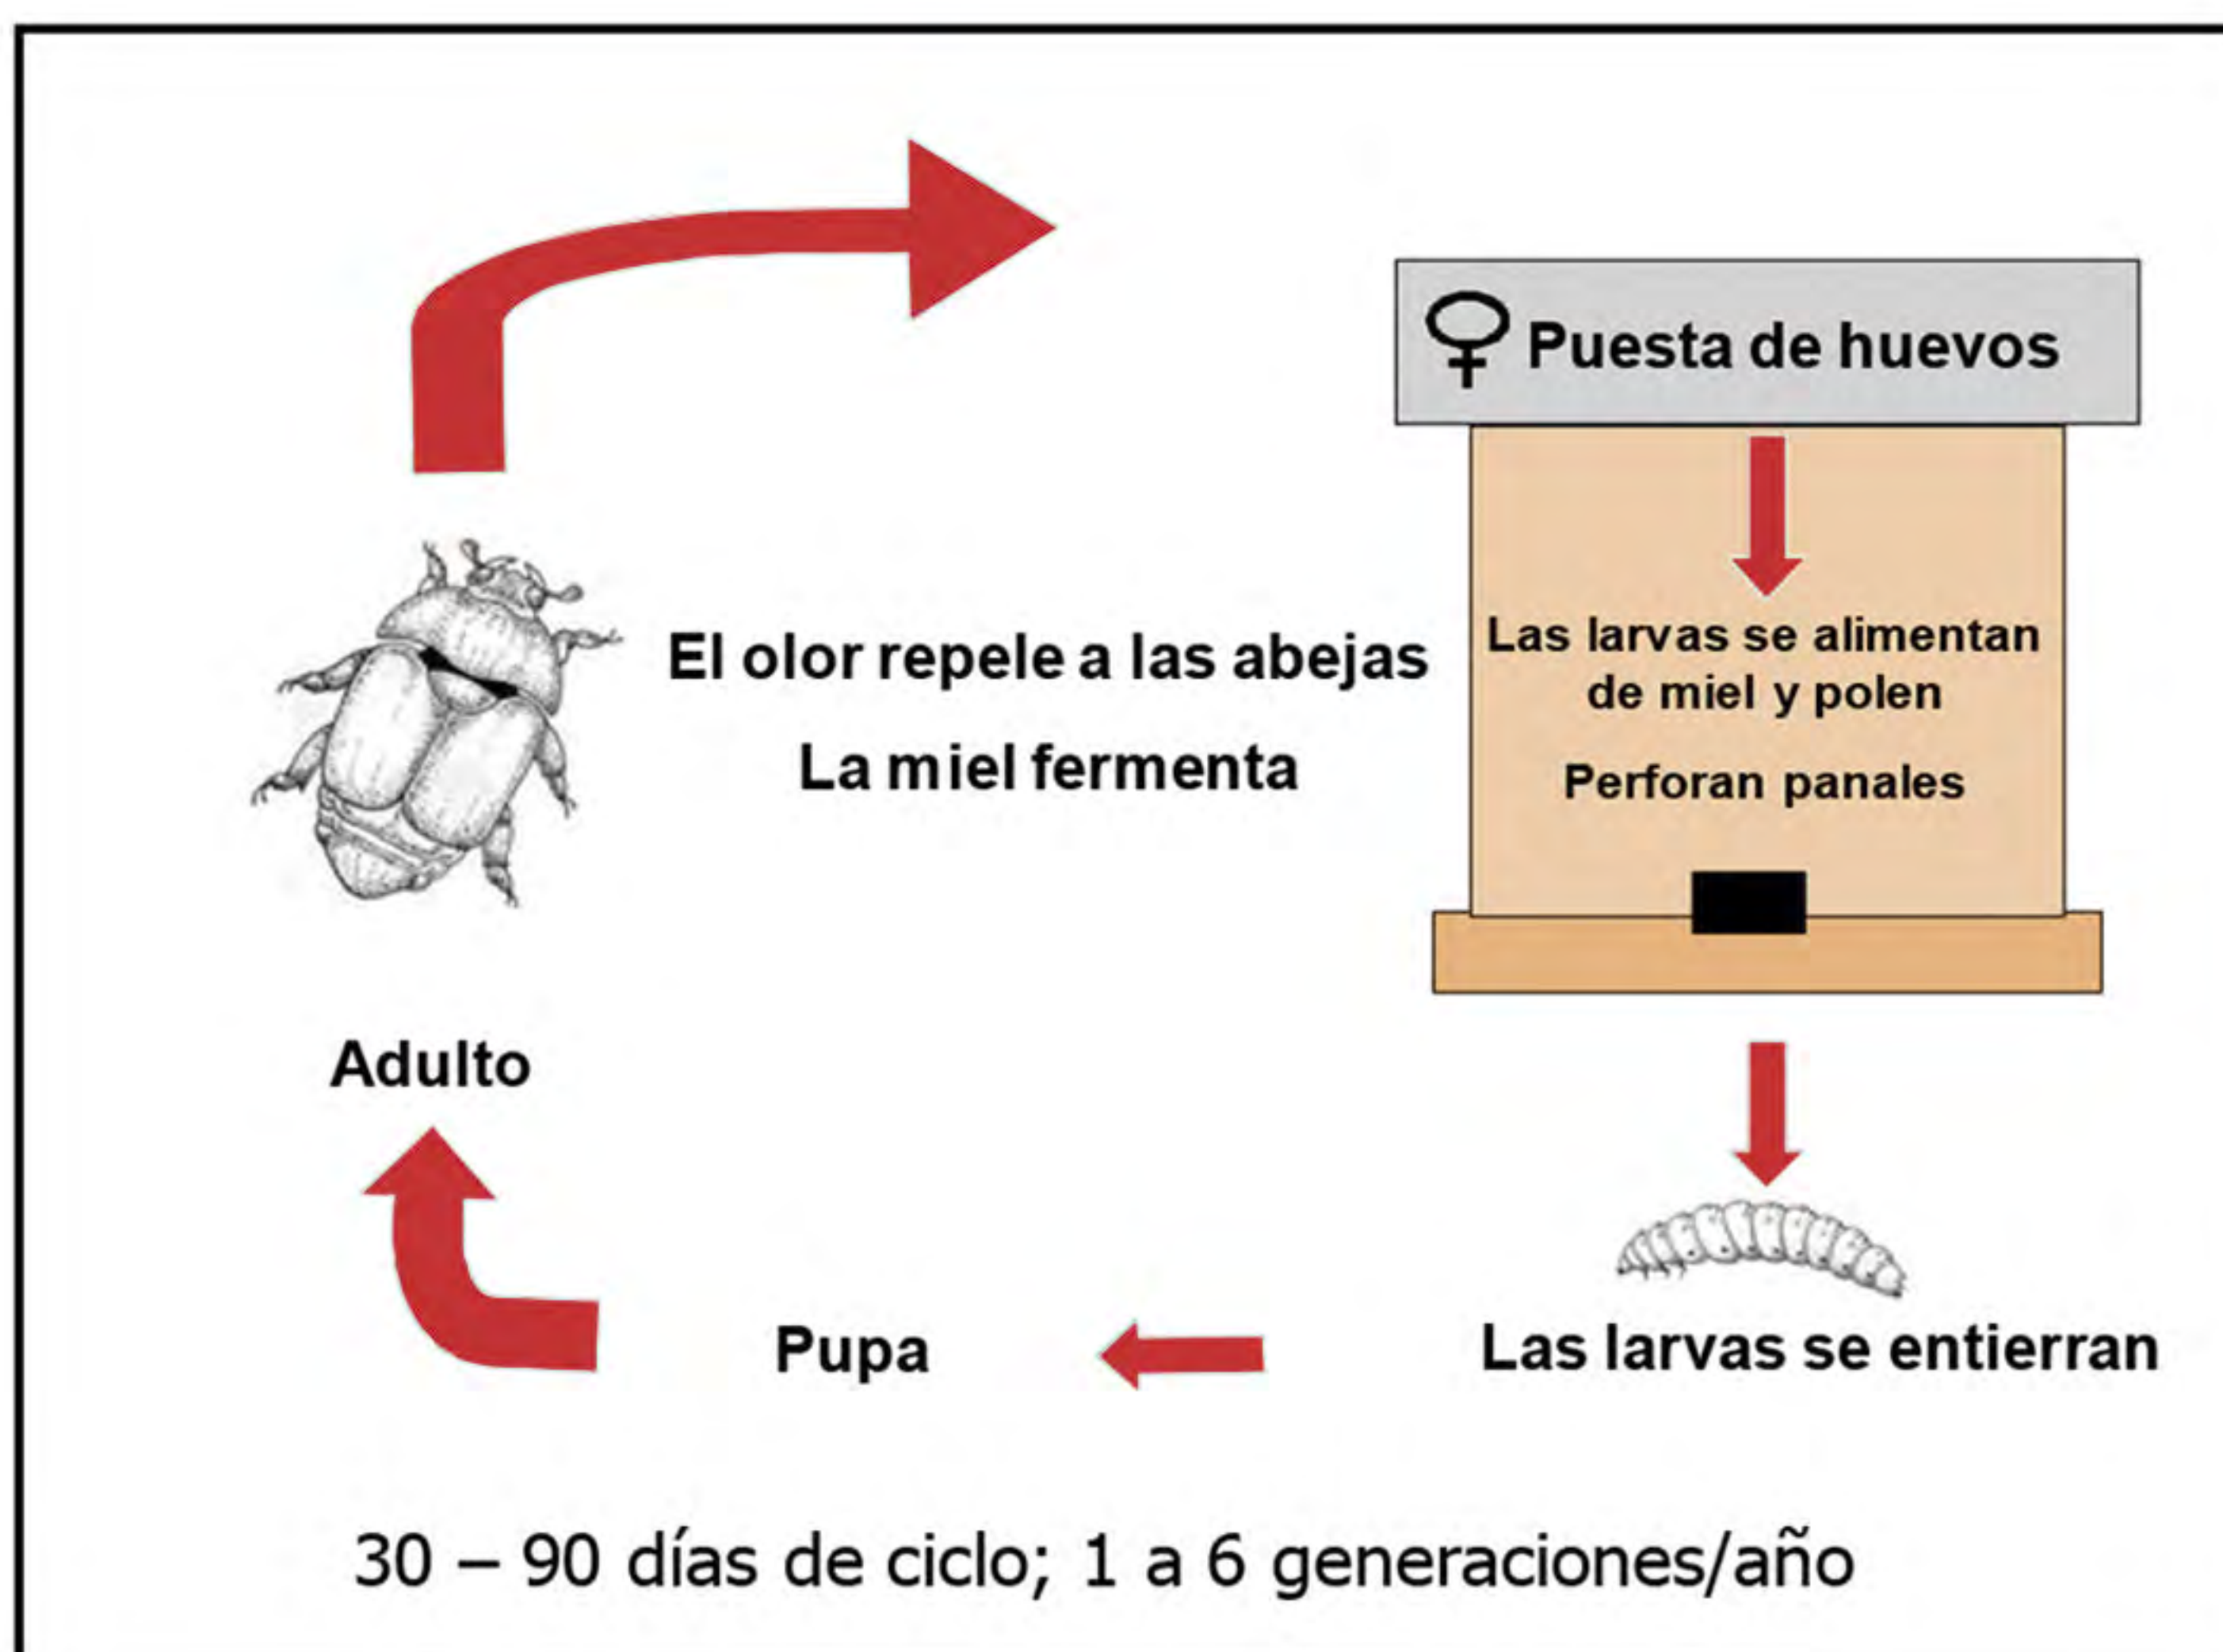 ♀ Puesta de huevos
Las larvas se alimentan
de miel y polen
Perforan panales
El olor repele a las abejas
La miel fermenta
Adulto
Pupa
Las larvas se entierran
30 – 90 días de ciclo; 1 a 6 generaciones/año